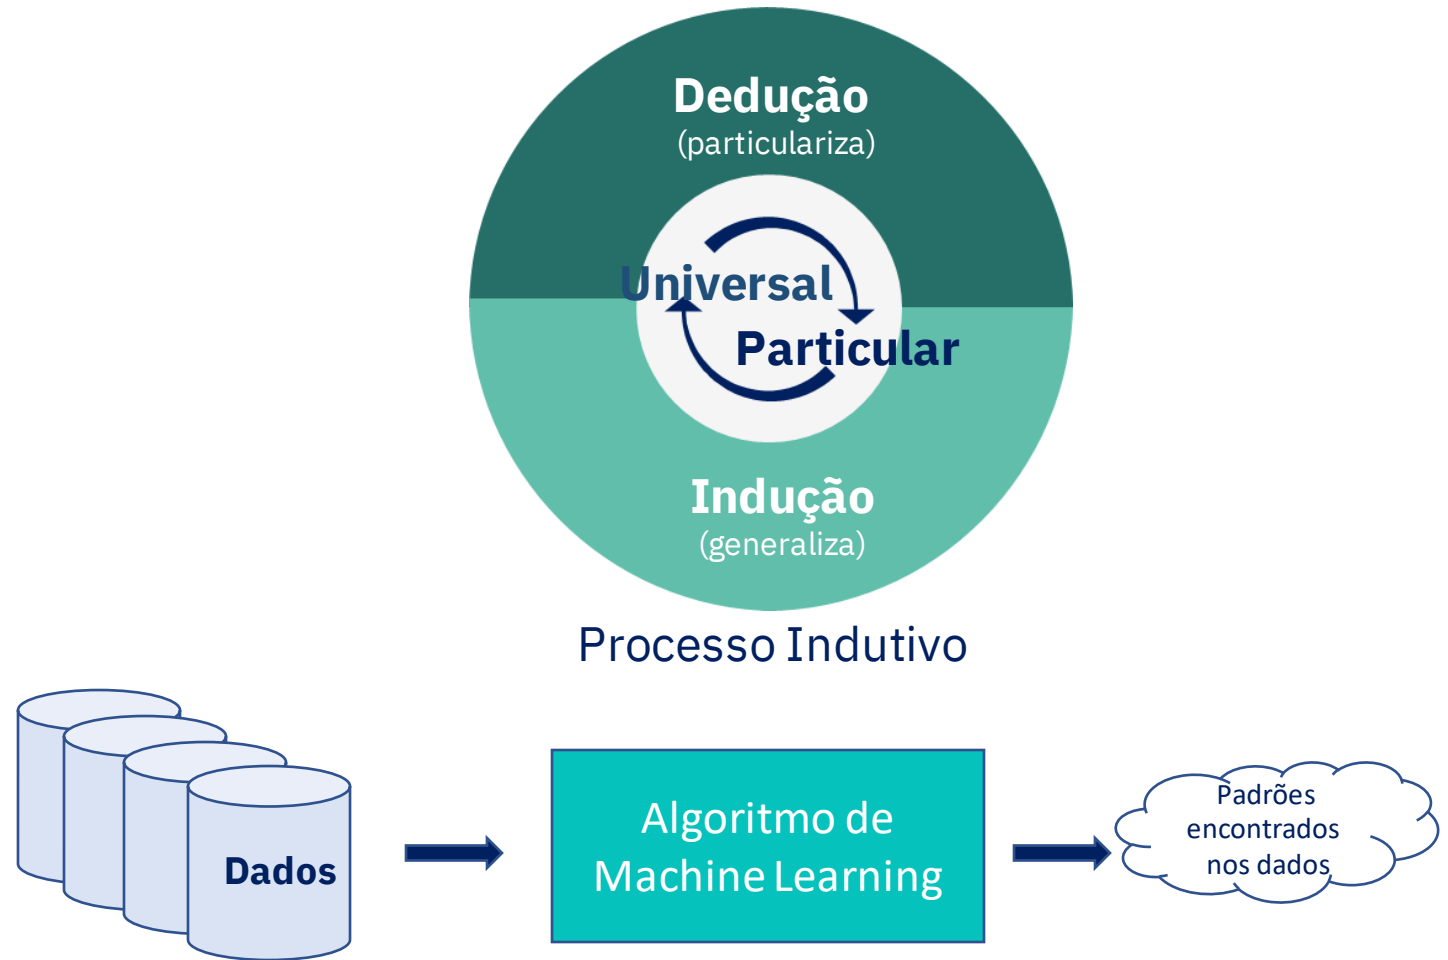 Dedução
(particulariza)
Universal
Particular
Indução
(generaliza)
Processo Indutivo
Dados
Algoritmo de
Machine Learning
Padrões
encontrados
nos dados